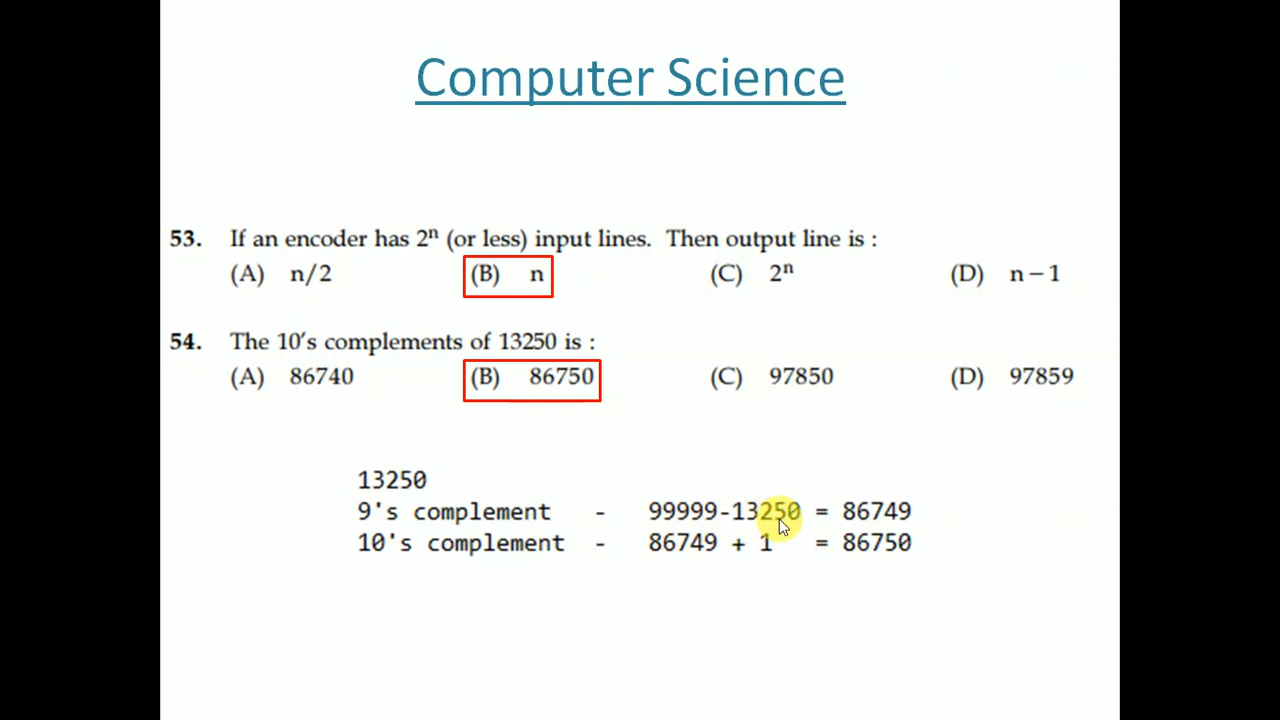 Computer Science
53. If an encoder has 2ⁿ (or less) input lines. Then output line is :
(A) n/2 (B) n (C) 2ⁿ (D) n − 1
54. The 10's complements of 13250 is :
(A) 86740 (B) 86750 (C) 97850 (D) 97859
13250
9's complement - 99999-13250 = 86749
10's complement - 86749 + 1 = 86750